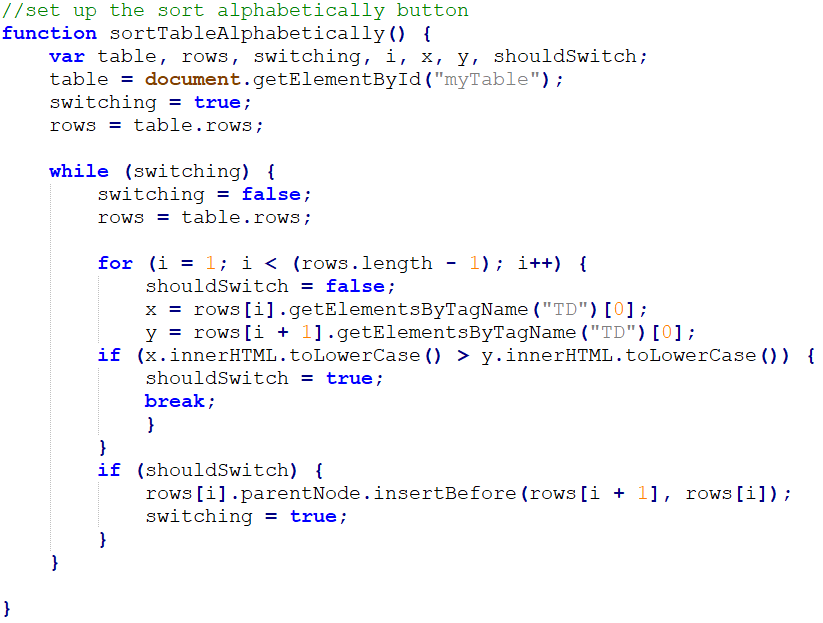 //set up the sort alphabetically button
function sortTableAlphabetically() {
    var table, rows, switching, i, x, y, shouldSwitch;
    table = document.getElementById("myTable");
    switching = true;
    rows = table.rows;

    while (switching) {
        switching = false;
        rows = table.rows;

        for (i = 1; i < (rows.length - 1); i++) {
            shouldSwitch = false;
            x = rows[i].getElementsByTagName("TD")[0];
            y = rows[i + 1].getElementsByTagName("TD")[0];
        if (x.innerHTML.toLowerCase() > y.innerHTML.toLowerCase()) {
            shouldSwitch = true;
            break;
            }
        }
        if (shouldSwitch) {
            rows[i].parentNode.insertBefore(rows[i + 1], rows[i]);
            switching = true;
        }
    }

}